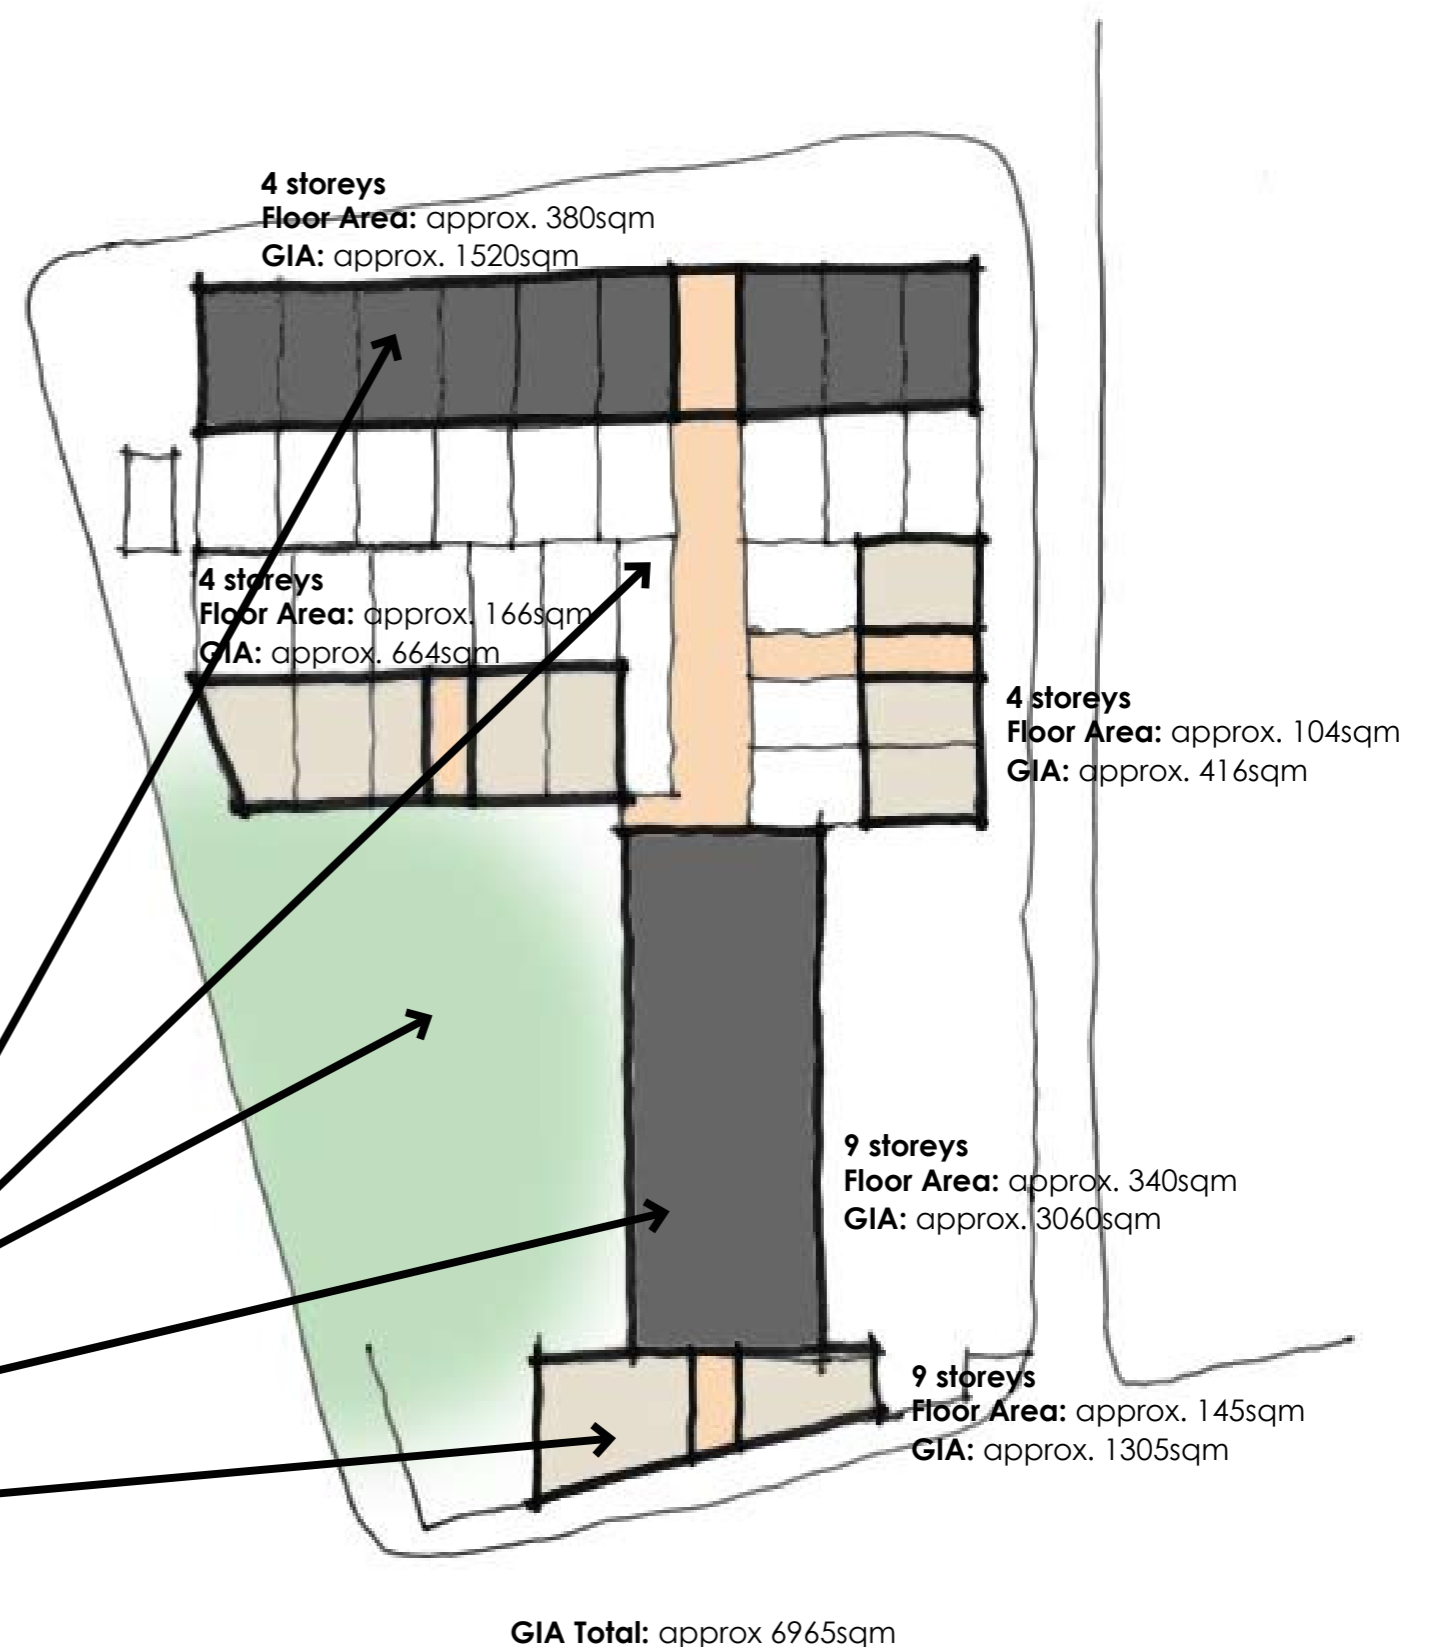 4 storeys
Floor Area: approx. 380sqm
GIA: approx. 1520sqm
4 storeys
Floor Area: approx. 166sqm
GIA: approx. 664sqm
4 storeys
Floor Area: approx. 104sqm
GIA: approx. 416sqm
9 storeys
Floor Area: approx. 340sqm
GIA: approx. 3060sqm
9 storeys
Floor Area: approx. 145sqm
GIA: approx. 1305sqm
GIA Total: approx 6965sqm